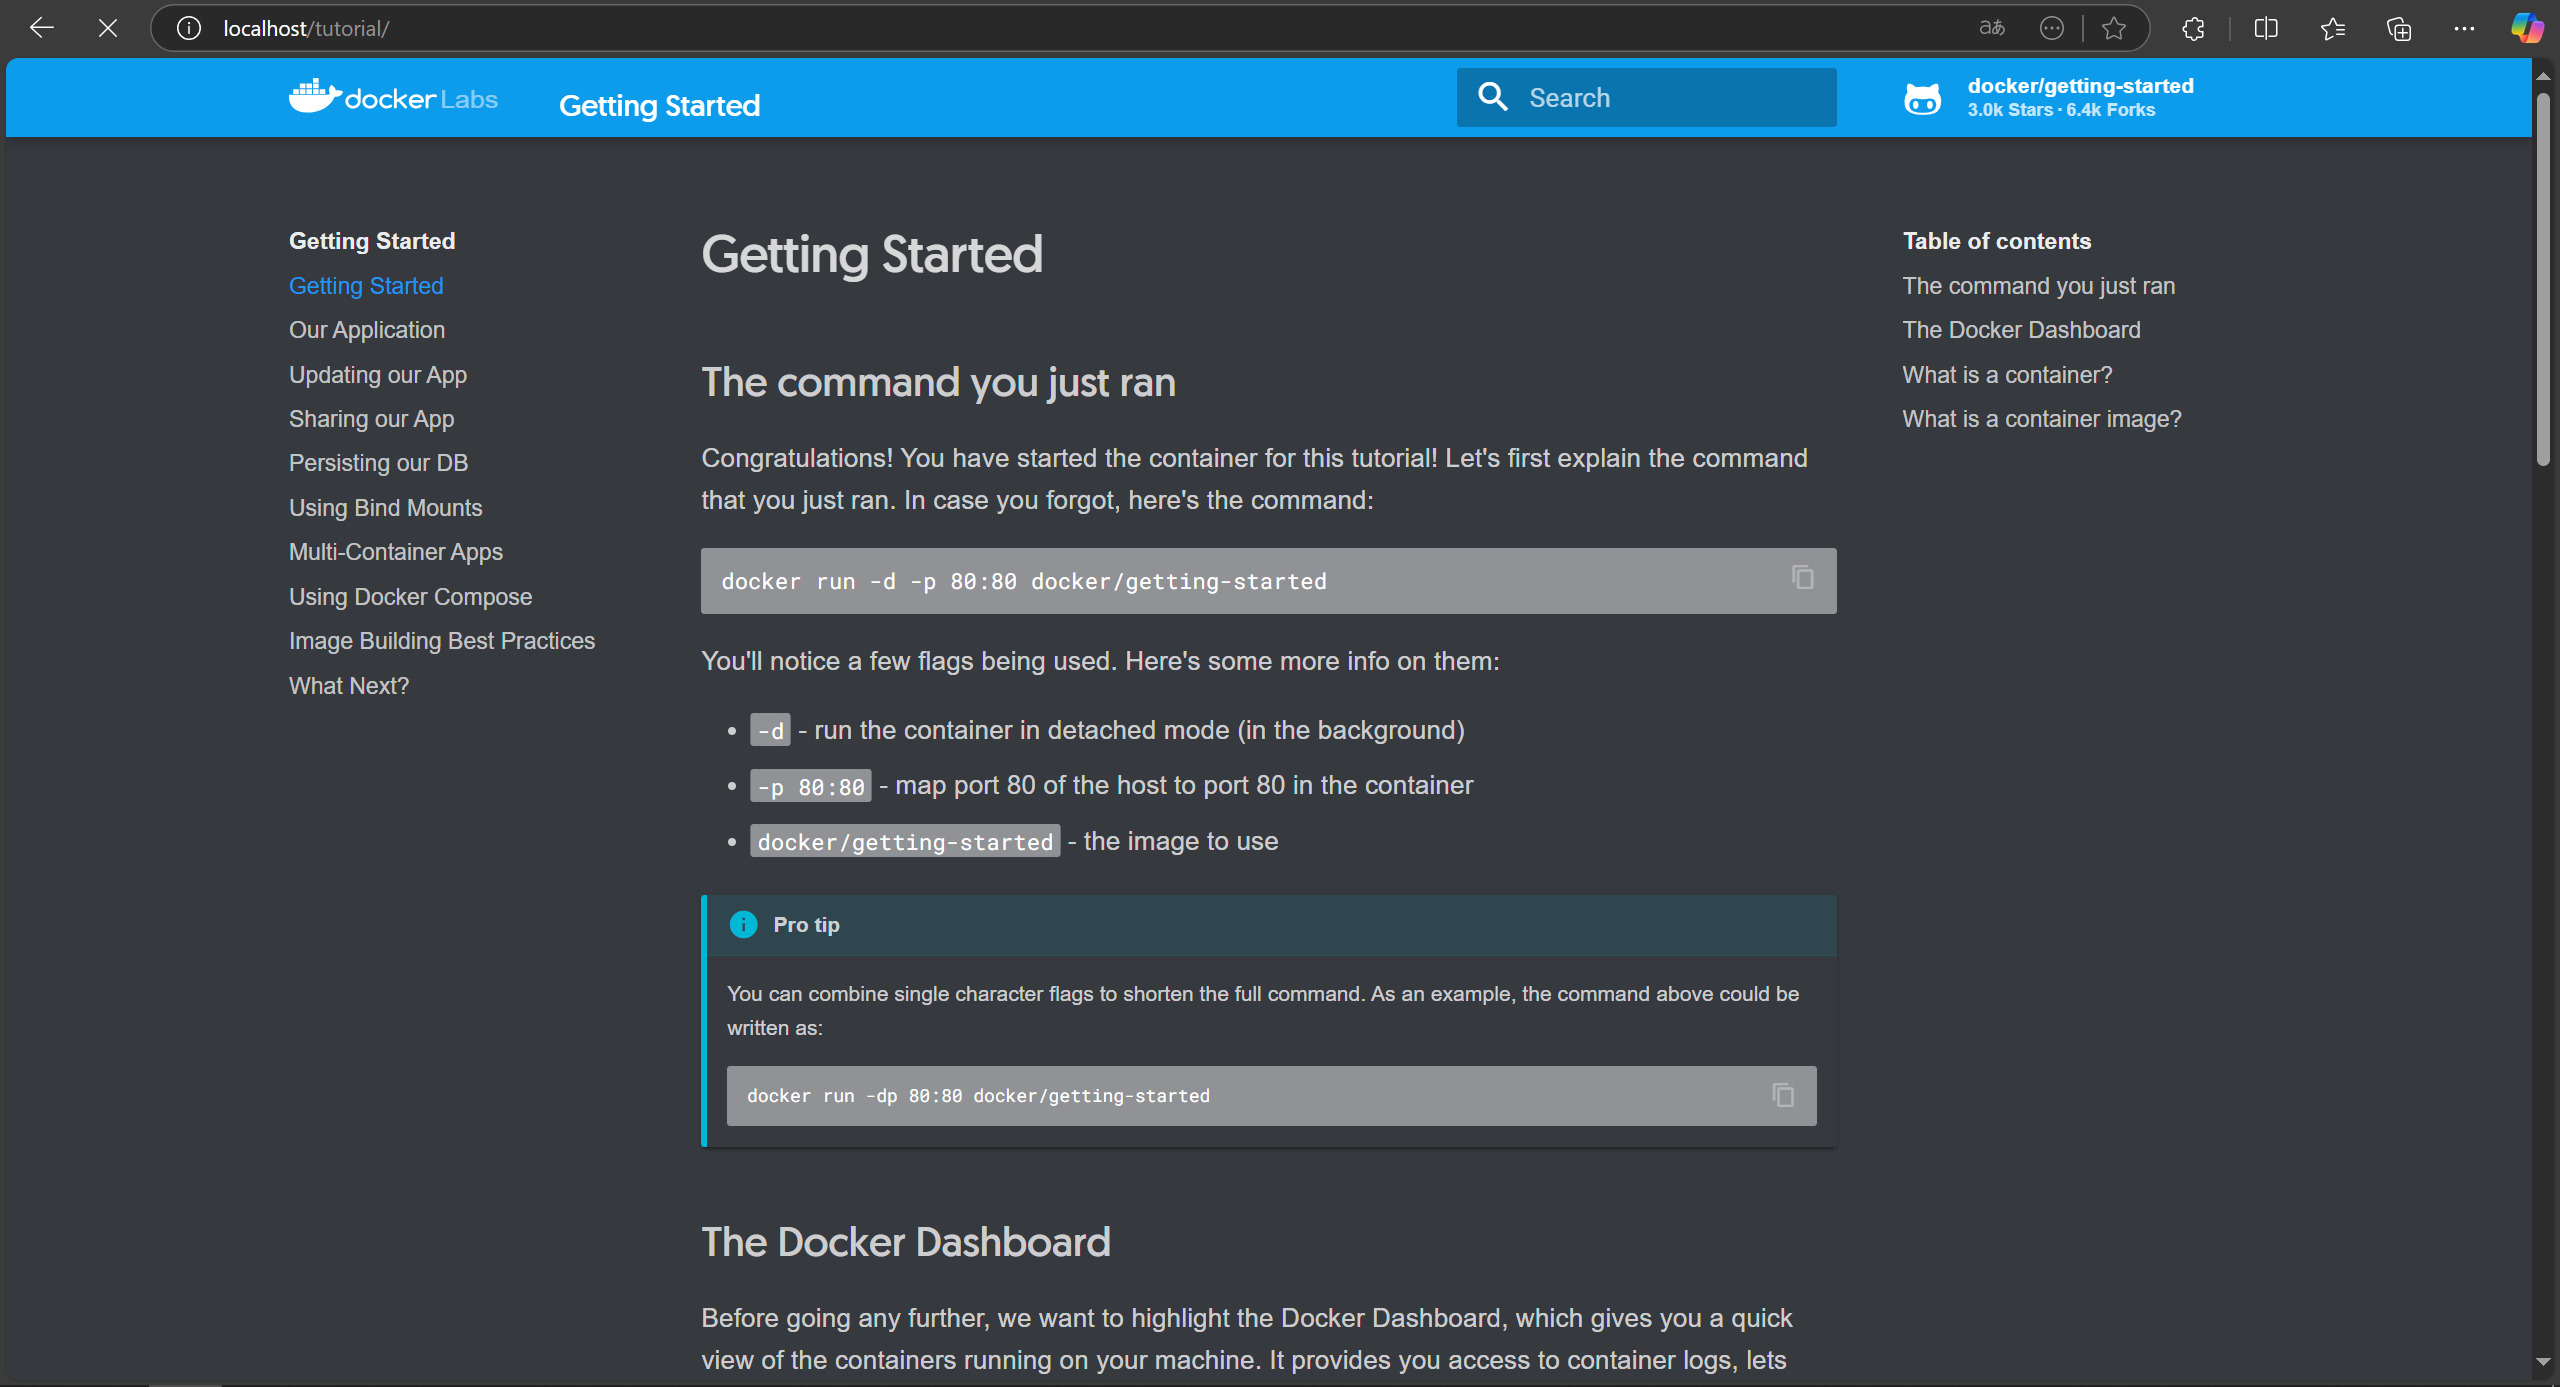 localhost/tutorial/
aあ
docker Labs
Getting Started
Search
docker/getting-started
3.0k Stars · 6.4k Forks
Getting Started
Getting Started
Our Application
Updating our App
Sharing our App
Persisting our DB
Using Bind Mounts
Multi-Container Apps
Using Docker Compose
Image Building Best Practices
What Next?
Getting Started
The command you just ran
Congratulations! You have started the container for this tutorial! Let's first explain the command
that you just ran. In case you forgot, here's the command:
docker run -d -p 80:80 docker/getting-started
You'll notice a few flags being used. Here's some more info on them:
• -d - run the container in detached mode (in the background)
• -p 80:80 - map port 80 of the host to port 80 in the container
• docker/getting-started - the image to use
Pro tip
You can combine single character flags to shorten the full command. As an example, the command above could be
written as:
docker run -dp 80:80 docker/getting-started
The Docker Dashboard
Before going any further, we want to highlight the Docker Dashboard, which gives you a quick
view of the containers running on your machine. It provides you access to container logs, lets
Table of contents
The command you just ran
The Docker Dashboard
What is a container?
What is a container image?